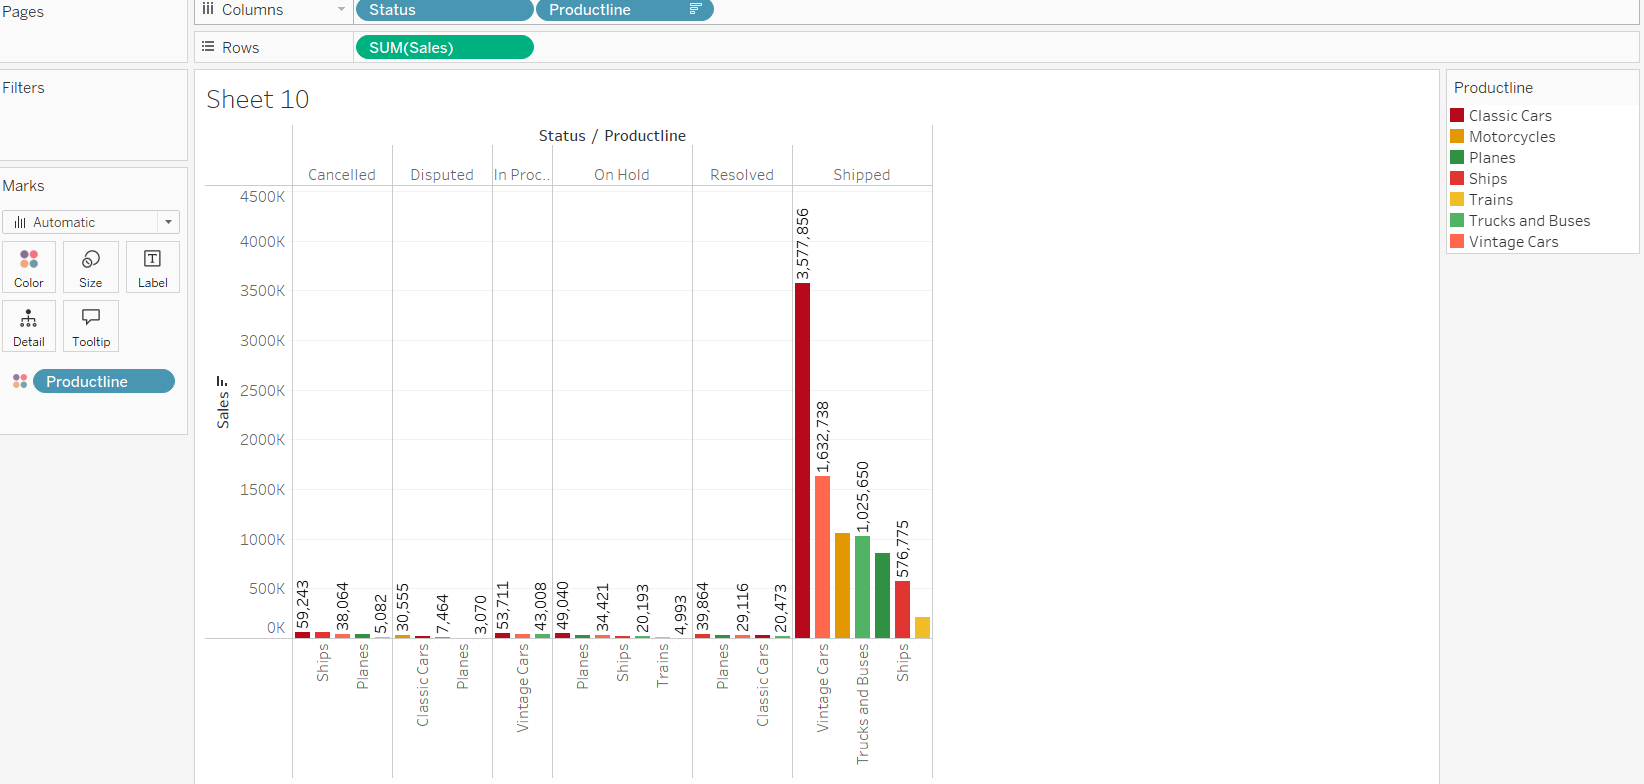 Pages
Columns
Status
Productline
Rows
SUM(Sales)
Filters
Marks
Automatic
Color
Size
Label
Detail
Tooltip
Productline
Sheet 10
Status / Productline
Cancelled
Disputed
In Proc..
On Hold
Resolved
Shipped
Sales
4500K
4000K
3500K
3000K
2500K
2000K
1500K
1000K
500K
0K
59,243
38,064
5,082
30,555
7,464
3,070
53,711
43,008
49,040
34,421
20,193
4,993
39,864
29,116
20,473
3,577,856
1,632,738
1,025,650
576,775
Ships
Planes
Classic Cars
Planes
Vintage Cars
Planes
Ships
Trains
Planes
Classic Cars
Vintage Cars
Trucks and Buses
Ships
Productline
Classic Cars
Motorcycles
Planes
Ships
Trains
Trucks and Buses
Vintage Cars